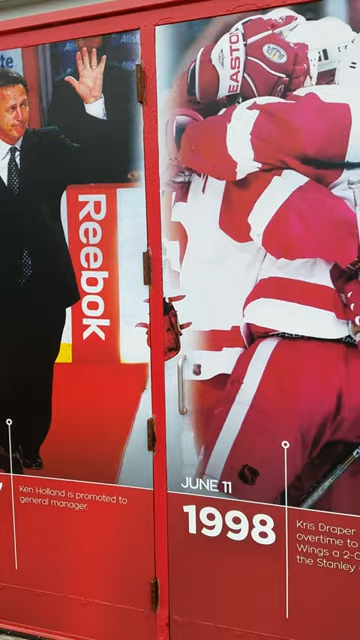 Reebok
EASTON
Ken Holland is promoted to
general manager.
JUNE 11
1998
Kris Draper
overtime to
Wings a 2-0
the Stanley